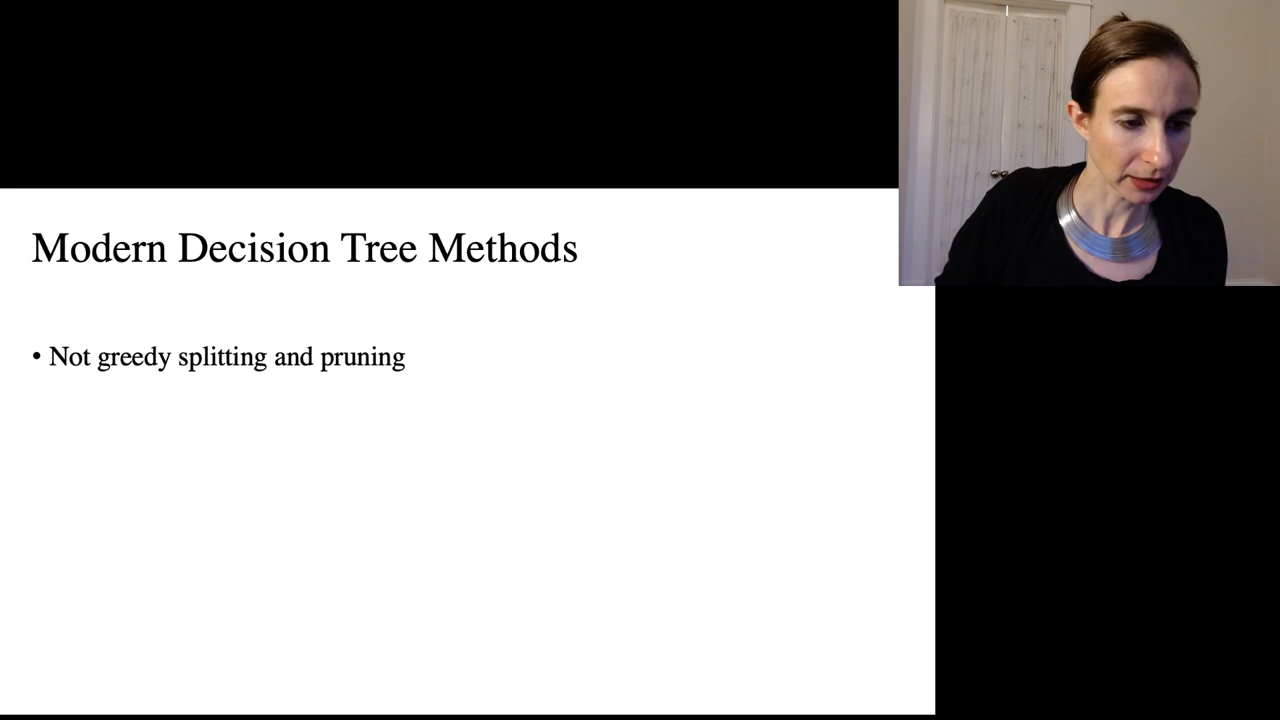 Modern Decision Tree Methods
• Not greedy splitting and pruning